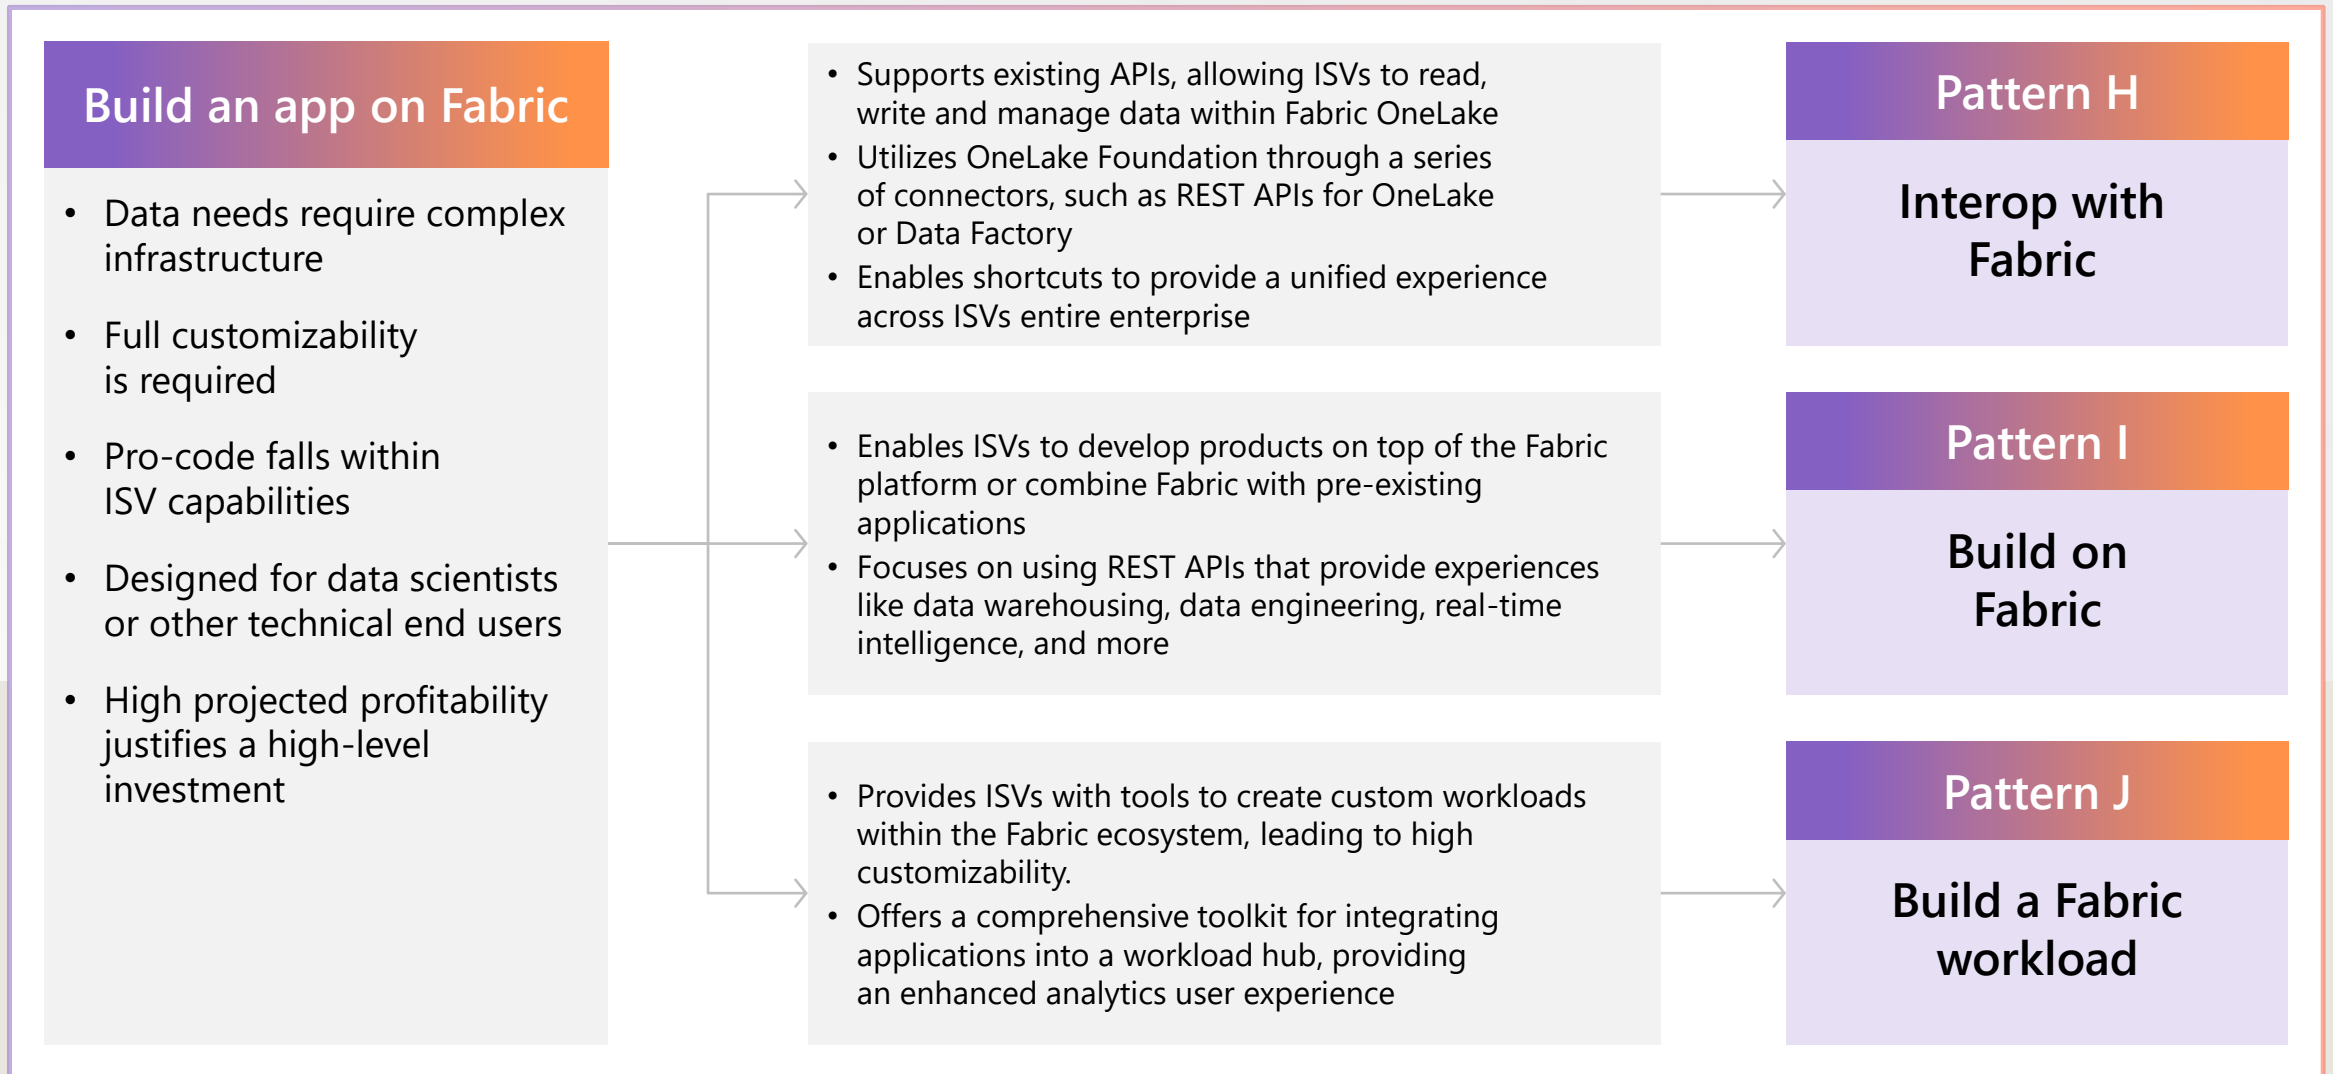 Build an app on Fabric
• Data needs require complex
infrastructure
• Full customizability
is required
• Pro-code falls within
ISV capabilities
• Designed for data scientists
or other technical end users
• High projected profitability
justifies a high-level
investment
• Supports existing APIs, allowing ISVs to read,
write and manage data within Fabric OneLake
• Utilizes OneLake Foundation through a series
of connectors, such as REST APIs for OneLake
or Data Factory
• Enables shortcuts to provide a unified experience
across ISVs entire enterprise
Pattern H
Interop with
Fabric
• Enables ISVs to develop products on top of the Fabric
platform or combine Fabric with pre-existing
applications
• Focuses on using REST APIs that provide experiences
like data warehousing, data engineering, real-time
intelligence, and more
Pattern I
Build on
Fabric
• Provides ISVs with tools to create custom workloads
within the Fabric ecosystem, leading to high
customizability.
• Offers a comprehensive toolkit for integrating
applications into a workload hub, providing
an enhanced analytics user experience
Pattern J
Build a Fabric
workload